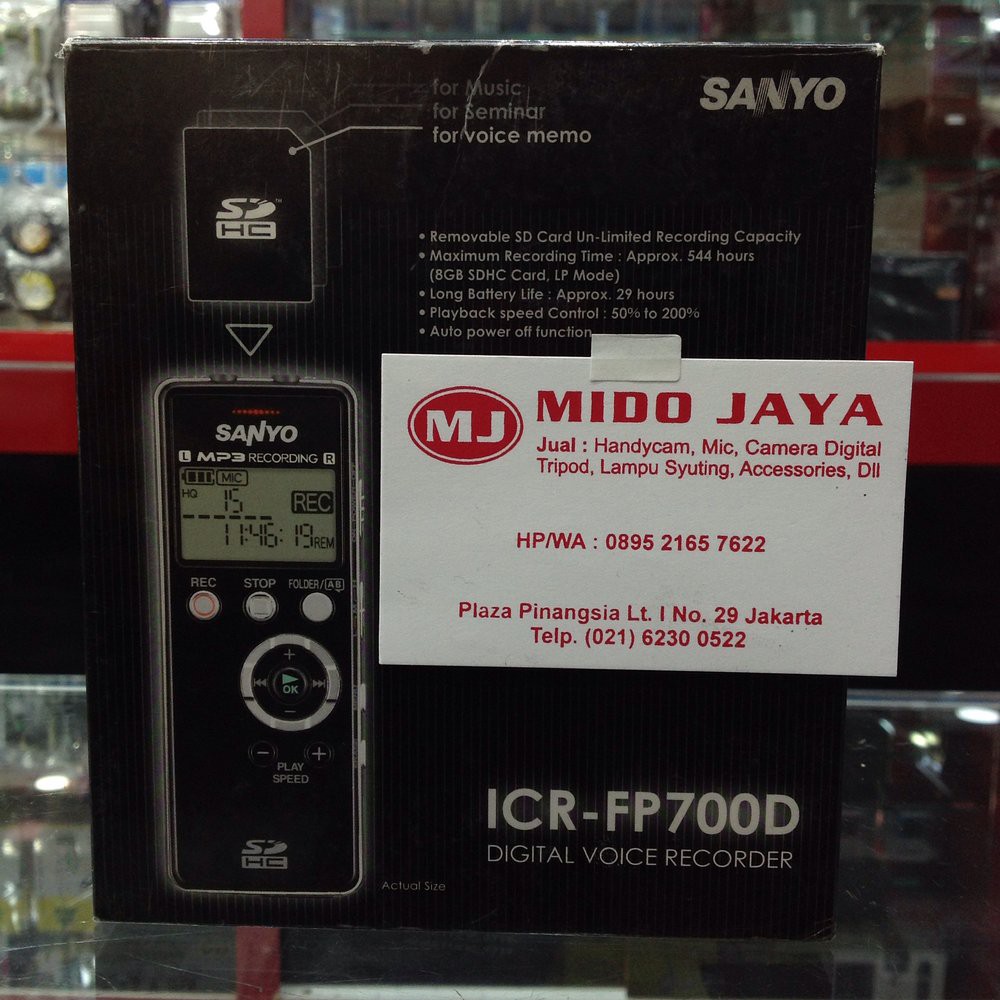 for Music
for Seminar
for voice memo
SANYO
SD™
HC
• Removable SD Card Un-Limited Recording Capacity
• Maximum Recording Time : Approx. 544 hours
(8GB SDHC Card, LP Mode)
• Long Battery Life : Approx. 29 hours
• Playback speed Control : 50% to 200%
• Auto power off function
MJ MIDO JAYA
Jual : Handycam, Mic, Camera Digital
Tripod, Lampu Syuting, Accessories, Dll
HP/WA : 0895 2165 7622
Plaza Pinangsia Lt. I No. 29 Jakarta
Telp. (021) 6230 0522
SANYO
L MP3 RECORDING R
MIC
HQ 15 REC
11:46:19 REM
REC STOP FOLDER/AB
+
OK
−
− PLAY SPEED +
SD
HC
Actual Size
ICR-FP700D
DIGITAL VOICE RECORDER